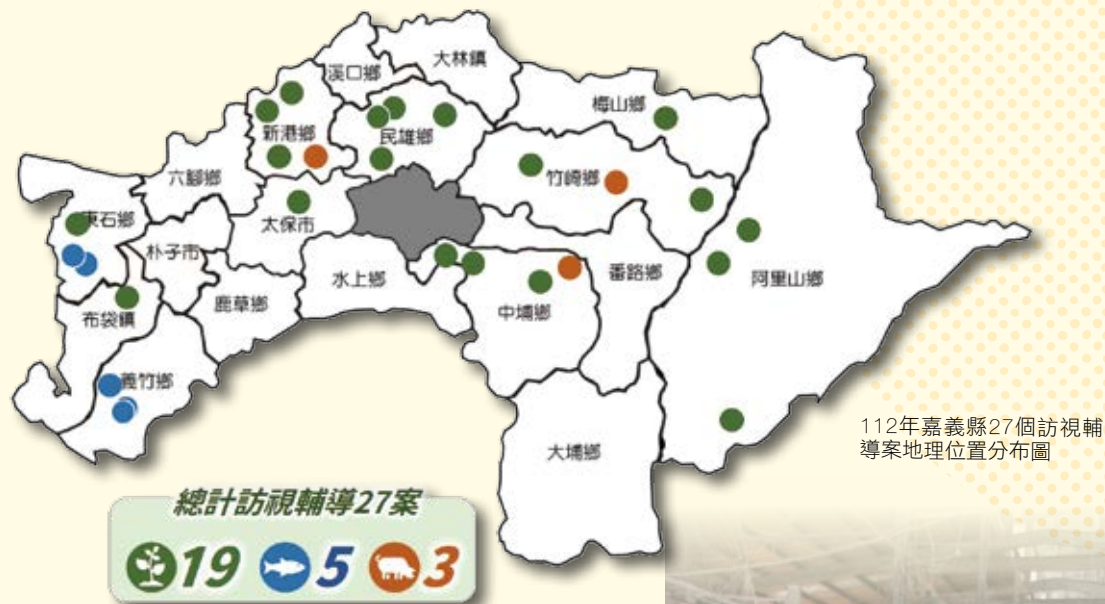 大林鎮
溪口鄉
梅山鄉
新港鄉
民雄鄉
竹崎鄉
六腳鄉
東石鄉
太保市
朴子市
番路鄉
水上鄉
阿里山鄉
鹿草鄉
中埔鄉
布袋鎮
義竹鄉
大埔鄉
112年嘉義縣27個訪視輔
導案地理位置分布圖
總計訪視輔導27案
19 5 3